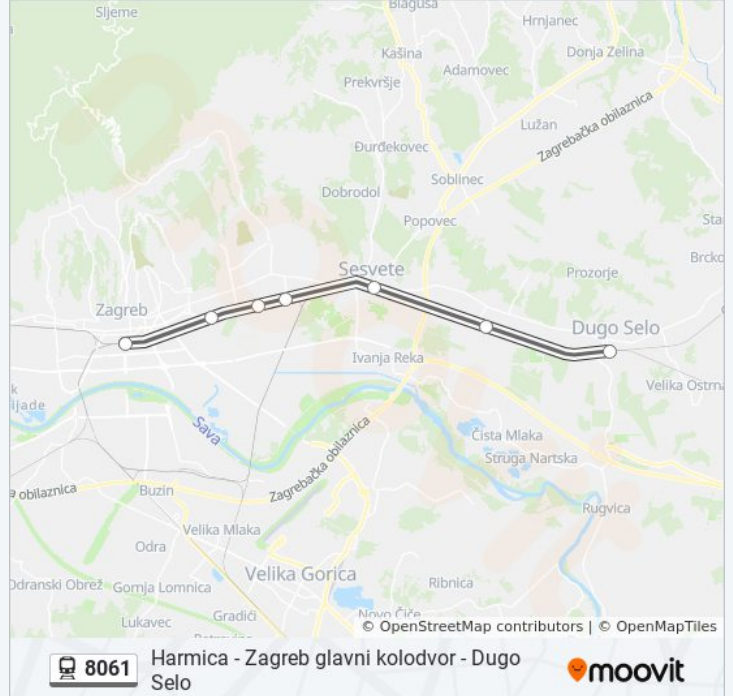 Blaguša
Sljeme
Hrnjanec
Kašina
Donja Zelina
Adamovec
Prekvršje
Zagrebačka obilaznica
Lužan
Đurđekovec
Soblinec
Dobrodol
Popovec
Sta
Brcko
Sesvete
Prozorje
Zagreb
Dugo Selo
Ivanja Reka
Velika Ostrna
k
ljade
Sava
Čista Mlaka
Struga Nartska
Zagrebačka obilaznica
a obilaznica
Buzin
Rugvica
Velika Mlaka
Odra
Velika Gorica
Odranski Obrež
Gornja Lomnica
Ribnica
Novo Čiče
Gradići
Lukavec
© OpenStreetMap contributors | © OpenMapTiles
8061
Harmica - Zagreb glavni kolodvor - Dugo
Selo
moovit